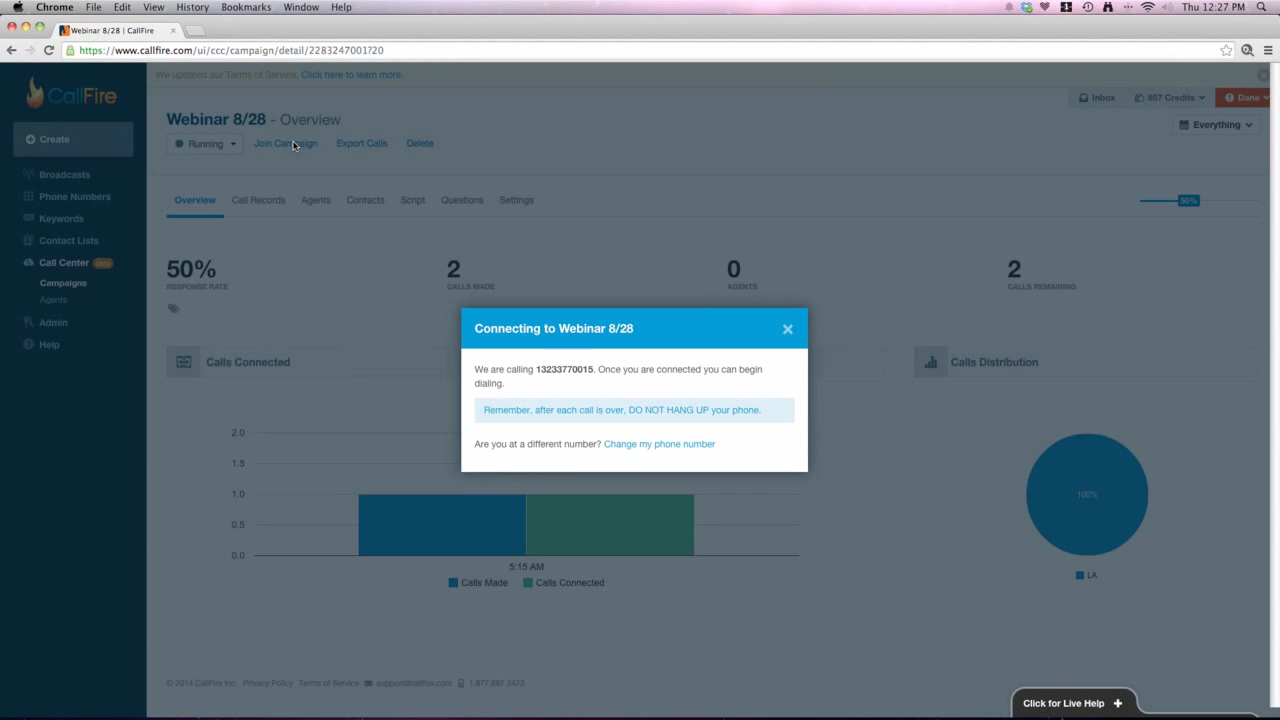 Chrome File Edit View History Bookmarks Window Help
Thu 12:27 PM
Webinar 8/28 | CallFire
https://www.callfire.com/ui/ccc/campaign/detail/2283247001?20
We updated our Terms of Service. Click here to learn more.
CallFire
Inbox 857 Credits Dane
Webinar 8/28 - Overview
Everything
Create
Running Join Campaign Export Calls Delete
Broadcasts
Phone Numbers
Keywords
Contact Lists
Call Center beta
Campaigns
Agents
Admin
Help
Overview Call Records Agents Contacts Script Questions Settings
50%
50%
RESPONSE RATE
2
CALLS MADE
0
AGENTS
2
CALLS REMAINING
Connecting to Webinar 8/28
We are calling 13233770015. Once you are connected you can begin
dialing.
Remember, after each call is over, DO NOT HANG UP your phone.
Are you at a different number? Change my phone number
Calls Connected
2.0
1.5
1.0
0.5
0.0
5:15 AM
Calls Made Calls Connected
Calls Distribution
100%
LA
© 2014 CallFire Inc. Privacy Policy Terms of Service support@callfire.com 1.877.897.3473
Click for Live Help